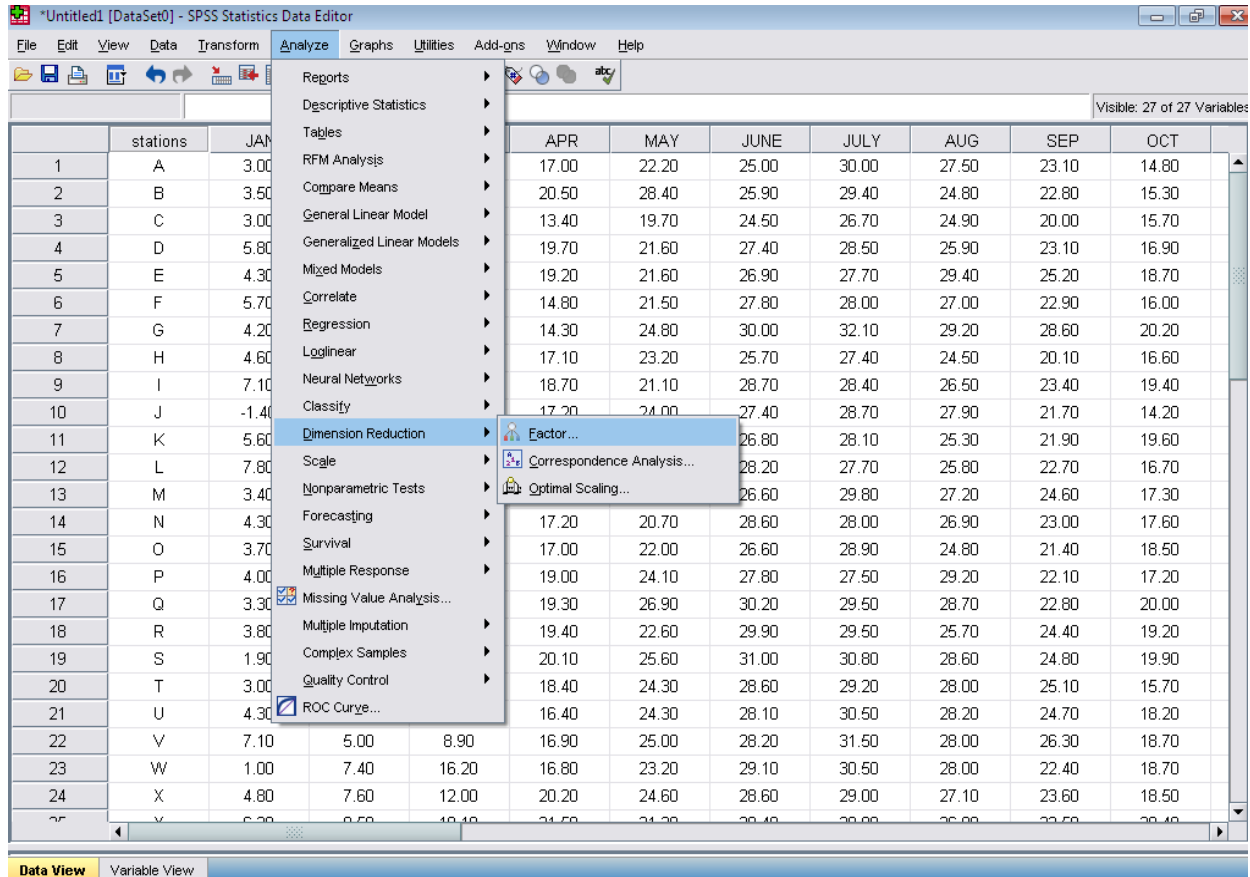 *Untitled1 [DataSet0] - SPSS Statistics Data Editor
File Edit View Data Transform Analyze Graphs Utilities Add-ons Window Help
Visible: 27 of 27 Variables
Reports
Descriptive Statistics
Tables
RFM Analysis
Compare Means
General Linear Model
Generalized Linear Models
Mixed Models
Correlate
Regression
Loglinear
Neural Networks
Classify
Dimension Reduction
Scale
Nonparametric Tests
Forecasting
Survival
Multiple Response
Missing Value Analysis...
Multiple Imputation
Complex Samples
Quality Control
ROC Curve...
Factor...
Correspondence Analysis...
Optimal Scaling...
stations JAN APR MAY JUNE JULY AUG SEP OCT
1 A 3.00 17.00 22.20 25.00 30.00 27.50 23.10 14.80
2 B 3.50 20.50 28.40 25.90 29.40 24.80 22.80 15.30
3 C 3.00 13.40 19.70 24.50 26.70 24.90 20.00 15.70
4 D 5.80 19.70 21.60 27.40 28.50 25.90 23.10 16.90
5 E 4.30 19.20 21.60 26.90 27.70 29.40 25.20 18.70
6 F 5.70 14.80 21.50 27.80 28.00 27.00 22.90 16.00
7 G 4.20 14.30 24.80 30.00 32.10 29.20 28.60 20.20
8 H 4.60 17.10 23.20 25.70 27.40 24.50 20.10 16.60
9 I 7.10 18.70 21.10 28.70 28.40 26.50 23.40 19.40
10 J -1.40 17.20 24.00 27.40 28.70 27.90 21.70 14.20
11 K 5.60 26.80 28.10 25.30 21.90 19.60
12 L 7.80 28.20 27.70 25.80 22.70 16.70
13 M 3.40 26.60 29.80 27.20 24.60 17.30
14 N 4.30 17.20 20.70 28.60 28.00 26.90 23.00 17.60
15 O 3.70 17.00 22.00 26.60 28.90 24.80 21.40 18.50
16 P 4.00 19.00 24.10 27.80 27.50 29.20 22.10 17.20
17 Q 3.30 19.30 26.90 30.20 29.50 28.70 22.80 20.00
18 R 3.80 19.40 22.60 29.90 29.50 25.70 24.40 19.20
19 S 1.90 20.10 25.60 31.00 30.80 28.60 24.80 19.90
20 T 3.00 18.40 24.30 28.60 29.20 28.00 25.10 15.70
21 U 4.30 16.40 24.30 28.10 30.50 28.20 24.70 18.20
22 V 7.10 5.00 8.90 16.90 25.00 28.20 31.50 28.00 26.30 18.70
23 W 1.00 7.40 16.20 16.80 23.20 29.10 30.50 28.00 22.40 18.70
24 X 4.80 7.60 12.00 20.20 24.60 28.60 29.00 27.10 23.60 18.50
Data View Variable View